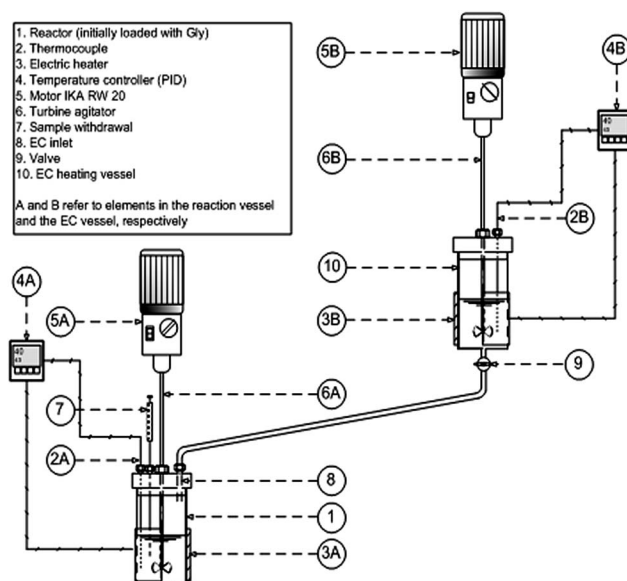 1. Reactor (initially loaded with Gly)
2. Thermocouple
3. Electric heater
4. Temperature controller (PID)
5. Motor IKA RW 20
6. Turbine agitator
7. Sample withdrawal
8. EC inlet
9. Valve
10. EC heating vessel
A and B refer to elements in the reaction vessel
and the EC vessel, respectively
5B
4B
40
6B
2B
10
3B
9
4A
5A
40
7
6A
2A
8
1
3A